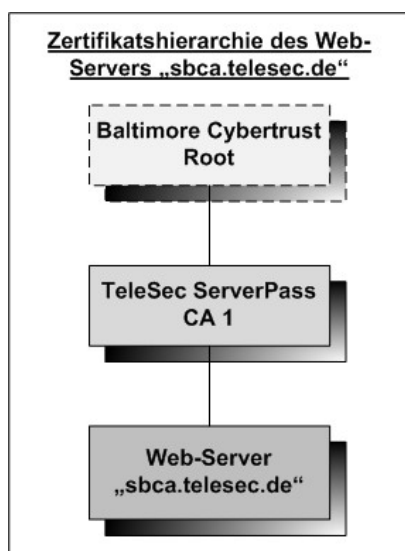 Zertifikatshierarchie des Web-
Servers „sbca.telesec.de“
Baltimore Cybertrust
Root
TeleSec ServerPass
CA 1
Web-Server
„sbca.telesec.de“